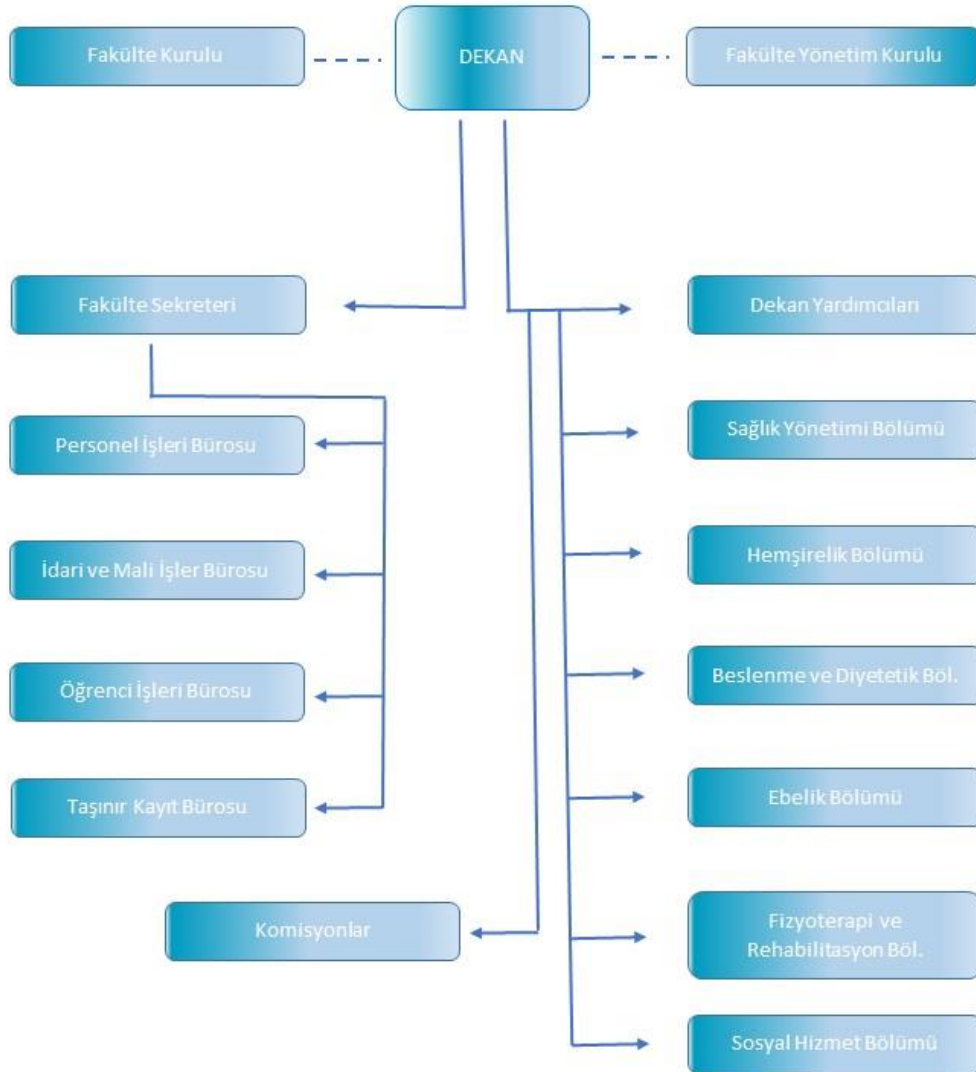 Fakülte Kurulu
DEKAN
Fakülte Yönetim Kurulu
Fakülte Sekreteri
Dekan Yardımcıları
Personel İşleri Bürosu
Sağlık Yönetimi Bölümü
İdari ve Mali İşler Bürosu
Hemşirelik Bölümü
Öğrenci İşleri Bürosu
Beslenme ve Diyetetik Böl.
Taşınır Kayıt Bürosu
Ebelik Bölümü
Komisyonlar
Fizyoterapi ve
Rehabilitasyon Böl.
Sosyal Hizmet Bölümü